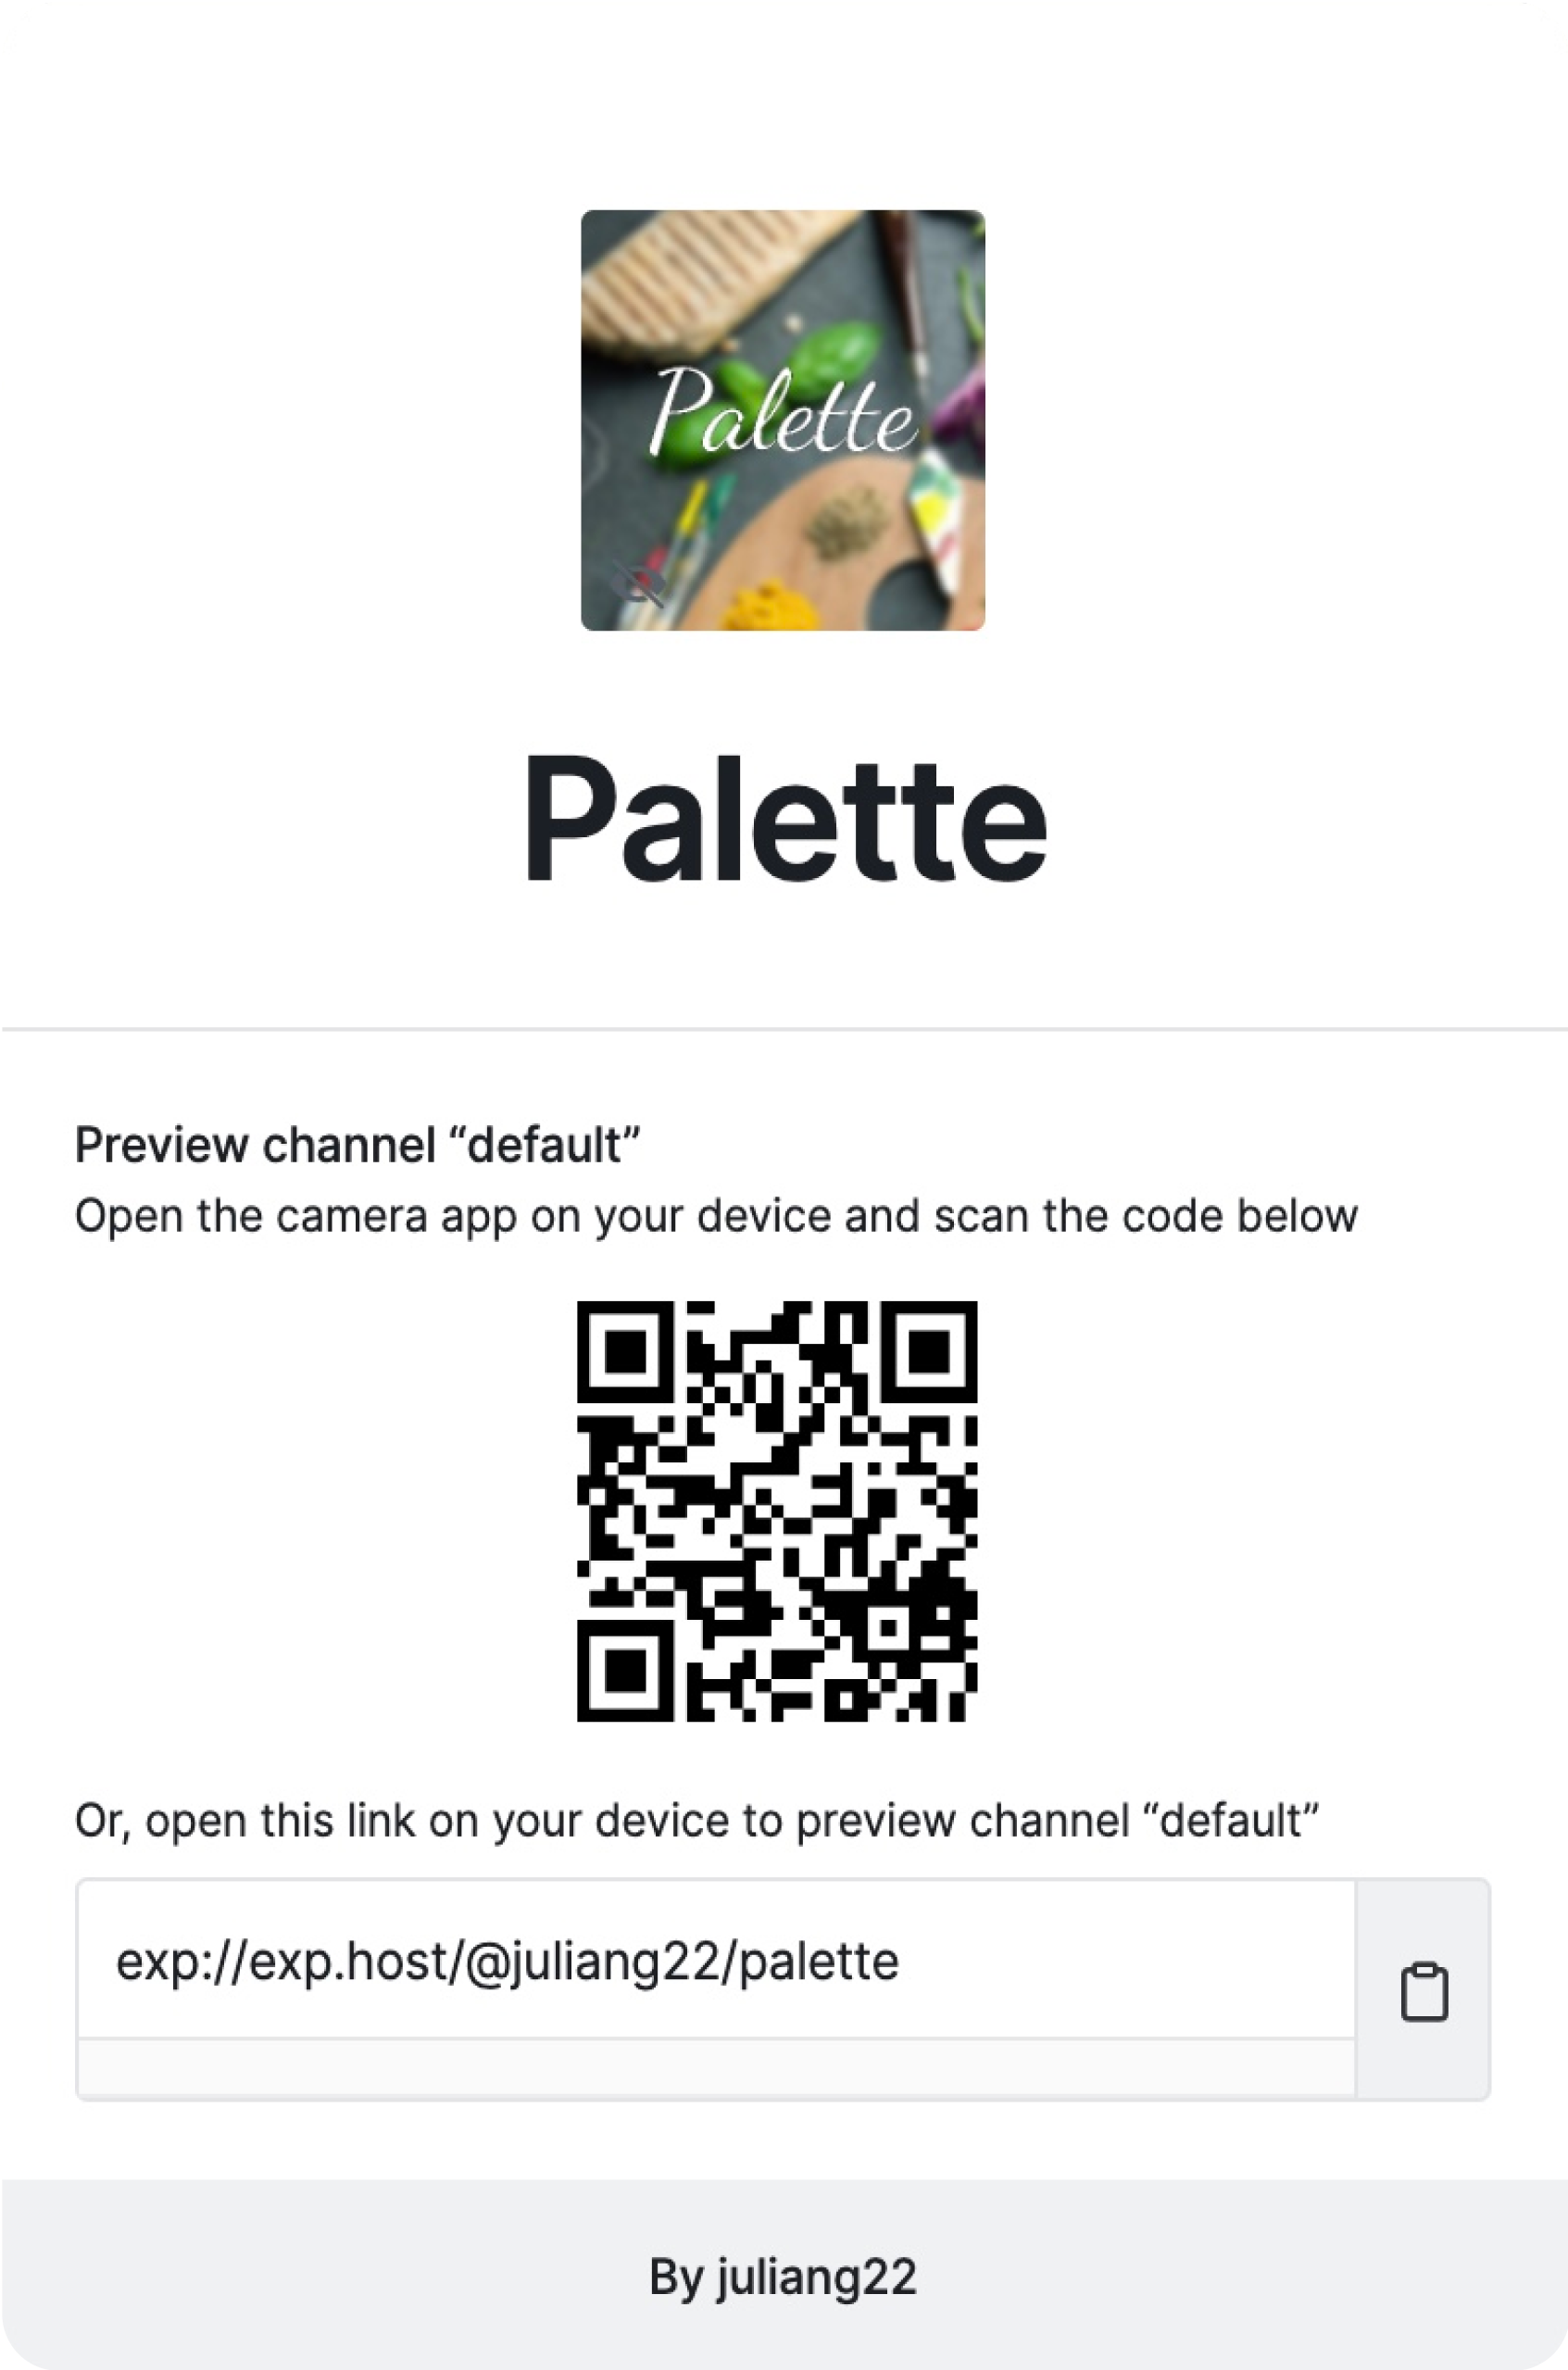 Palette
Palette
Preview channel “default”
Open the camera app on your device and scan the code below
Or, open this link on your device to preview channel “default”
exp://exp.host/@juliang22/palette
By juliang22